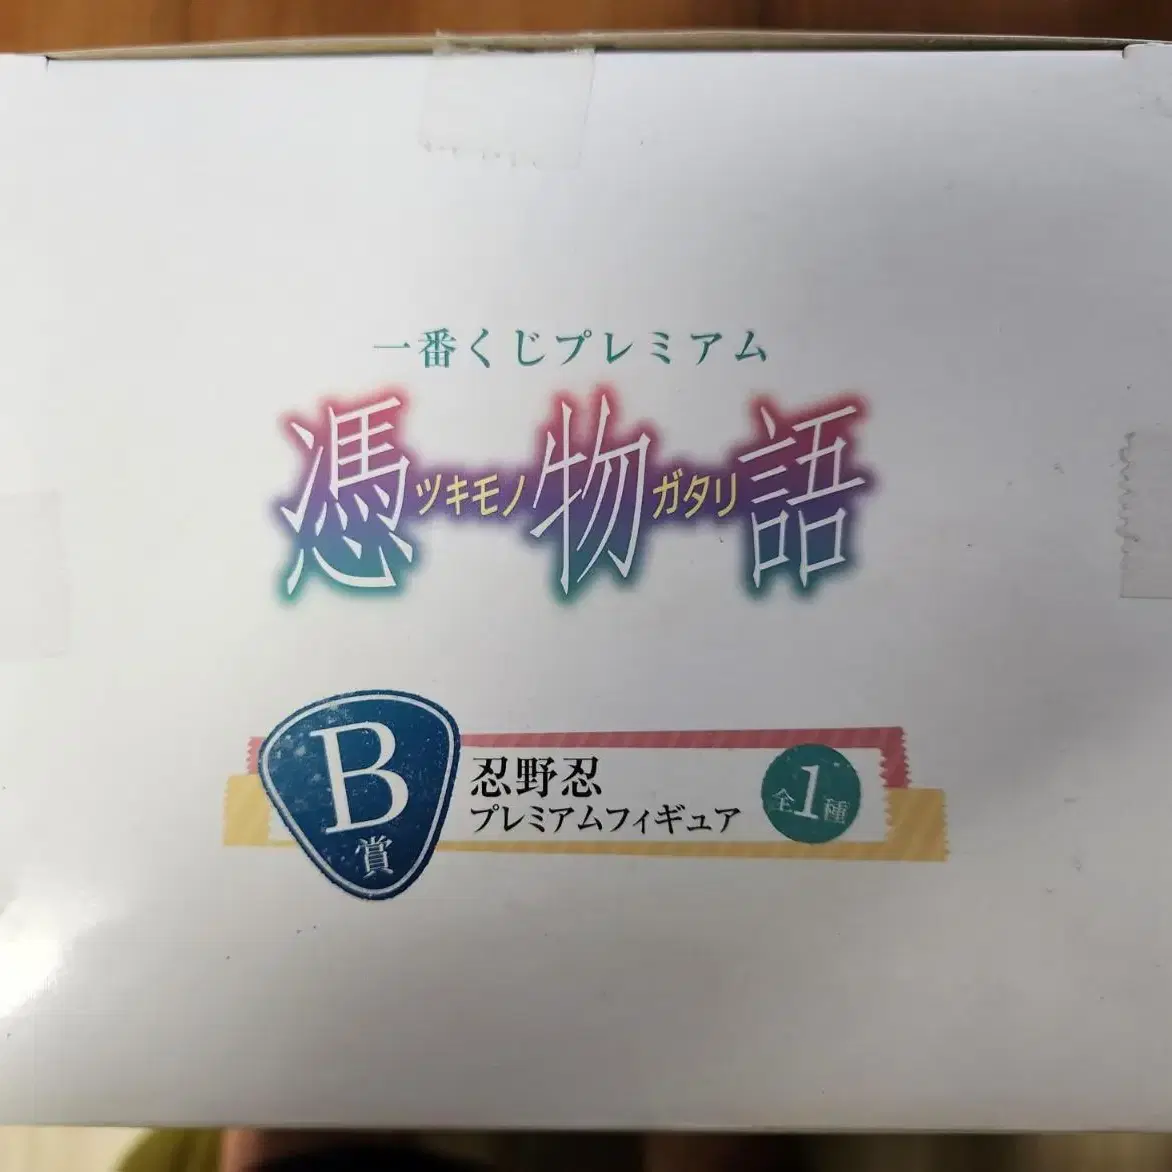 一番くじプレミアム
憑ツキモノ物ガタリ語
B賞
忍野忍
プレミアムフィギュア
全1種